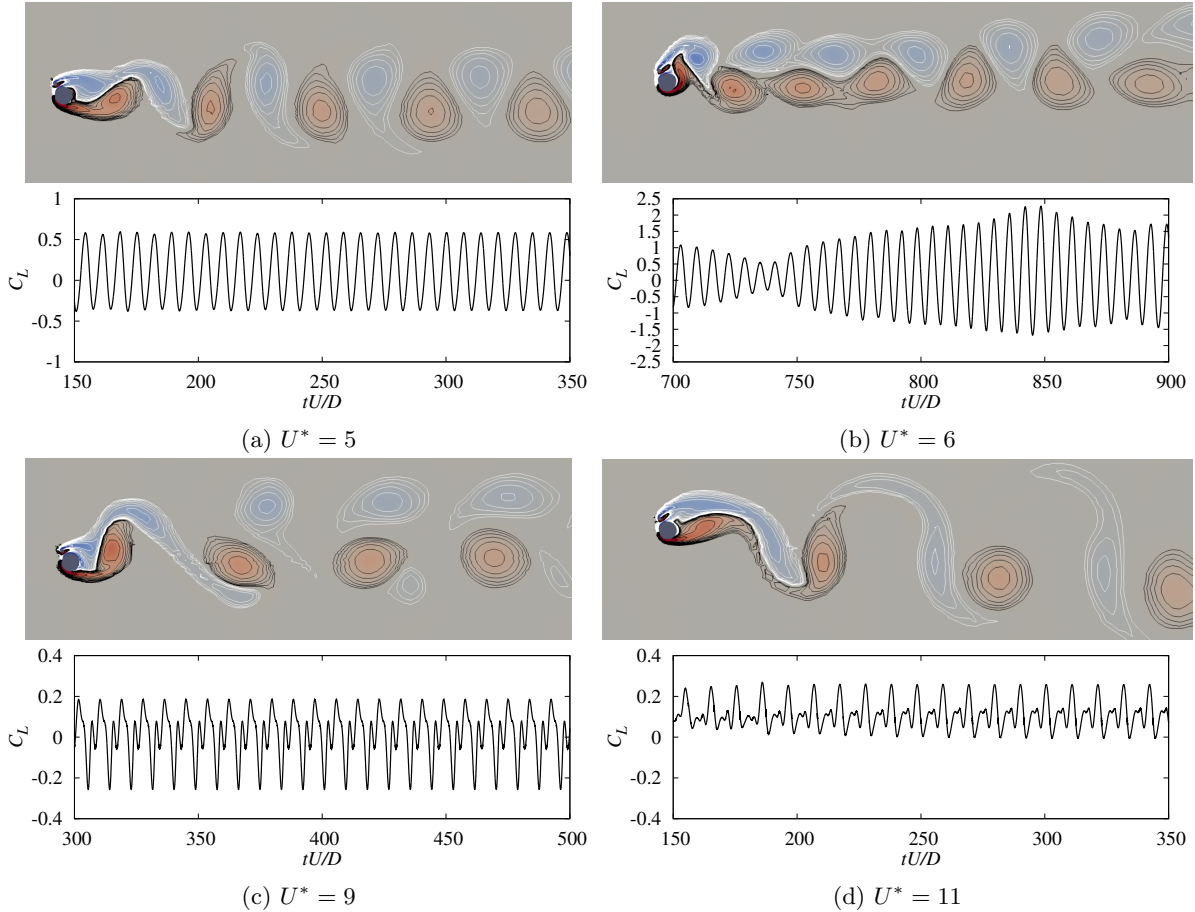 1
0.5
0
-0.5
-1
C_L
150 200 250 300 350
tU/D
(a) U* = 5
2.5
2
1.5
1
0.5
0
-0.5
-1
-1.5
-2
-2.5
C_L
700 750 800 850 900
tU/D
(b) U* = 6
0.4
0.2
0
-0.2
-0.4
C_L
300 350 400 450 500
tU/D
(c) U* = 9
0.4
0.2
0
-0.2
-0.4
C_L
150 200 250 300 350
tU/D
(d) U* = 11